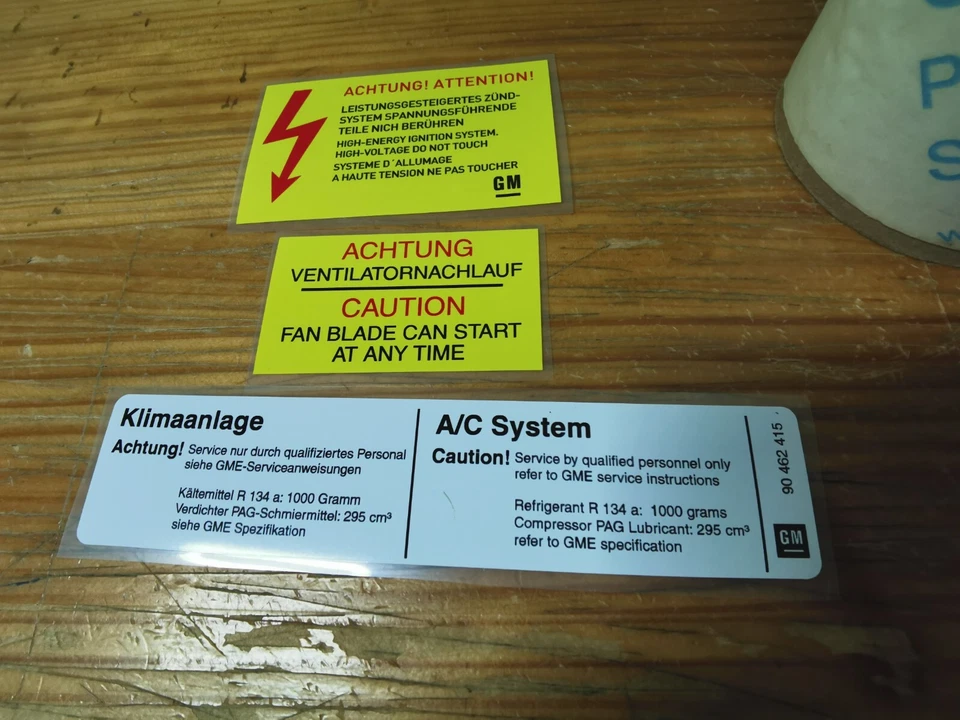 ACHTUNG! ATTENTION!
LEISTUNGSGESTEIGERTES ZÜND-
SYSTEM SPANNUNGSFÜHRENDE
TEILE NICH BERÜHREN
HIGH-ENERGY IGNITION SYSTEM.
HIGH-VOLTAGE DO NOT TOUCH
SYSTEME D´ALLUMAGE
A HAUTE TENSION NE PAS TOUCHER
GM
ACHTUNG
VENTILATORNACHLAUF
CAUTION
FAN BLADE CAN START
AT ANY TIME
Klimaanlage
Achtung! Service nur durch qualifiziertes Personal
siehe GME-Serviceanweisungen
Kältemittel R 134 a: 1000 Gramm
Verdichter PAG-Schmiermittel: 295 cm³
siehe GME Spezifikation
A/C System
Caution! Service by qualified personnel only
refer to GME service instructions
Refrigerant R 134 a: 1000 grams
Compressor PAG Lubricant: 295 cm³
refer to GME specification
90 462 415
GM
P
S